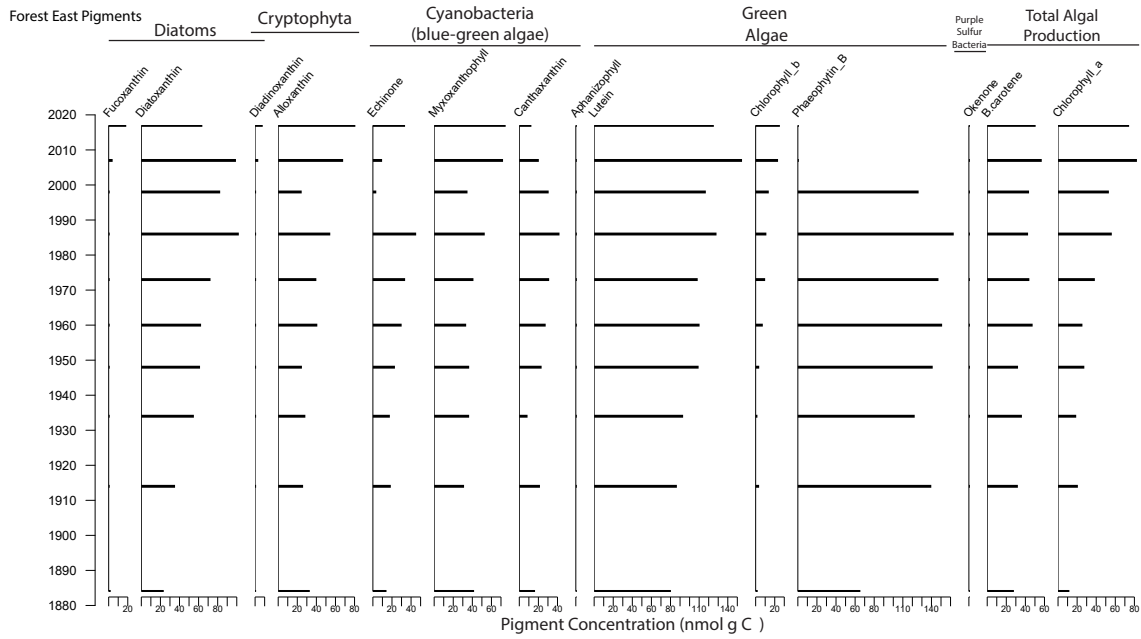 Forest East Pigments
Diatoms
Cryptophyta
Cyanobacteria
(blue-green algae)
Green
Algae
Purple
Sulfur
Bacteria
Total Algal
Production
Fucoxanthin
Diatoxanthin
Diadinoxanthin
Alloxanthin
Echinone
Myxoxanthophyll
Canthaxanthin
Aphanizophyll
Lutein
Chlorophyll_b
Phaeophytin_B
Okenone
B.carotene
Chlorophyll_a
2020
2010
2000
1990
1980
1970
1960
1950
1940
1930
1920
1910
1900
1890
1880
20
20 40 60 80
20 40 60 80
20 40
20 40 60
20 40
20 40 60 80 110 150
20
20 40 60 80 110 140
20 40 60
20 40 60 80
Pigment Concentration (nmol g C )